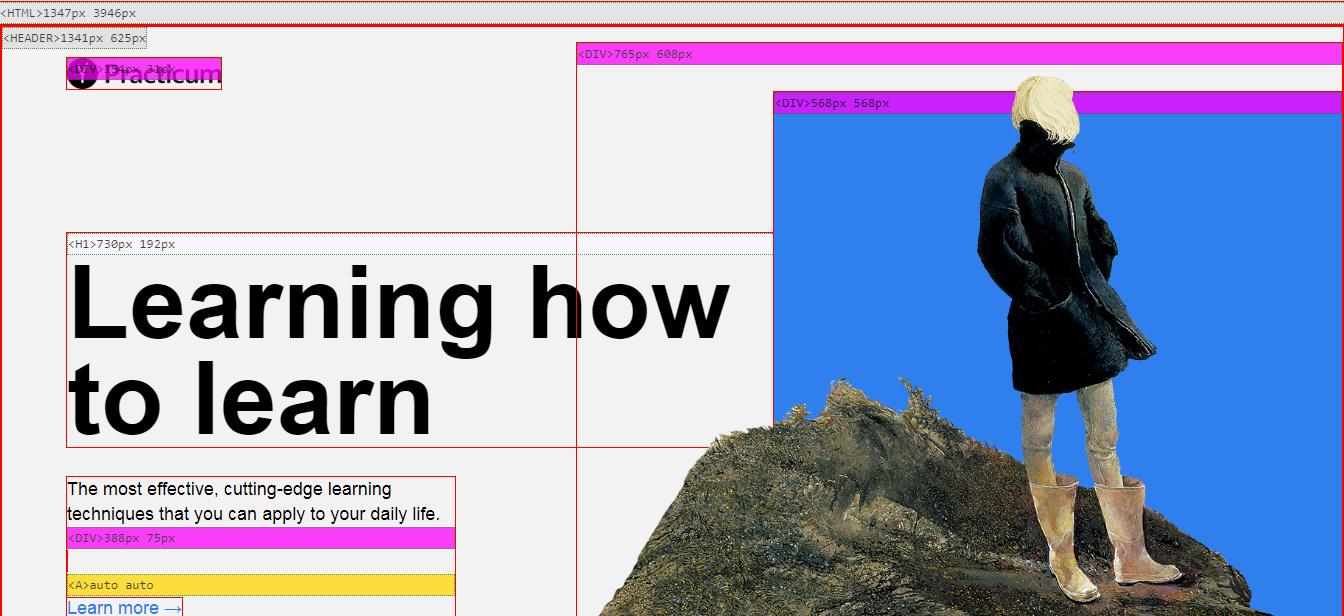 <HTML>1347px 3946px
<HEADER>1341px 625px
<DIV>154px 31px
Practicum
<DIV>765px 608px
<DIV>568px 568px
<H1>730px 192px
Learning how
to learn
The most effective, cutting-edge learning
techniques that you can apply to your daily life.
<DIV>388px 75px
<A>auto auto
Learn more →